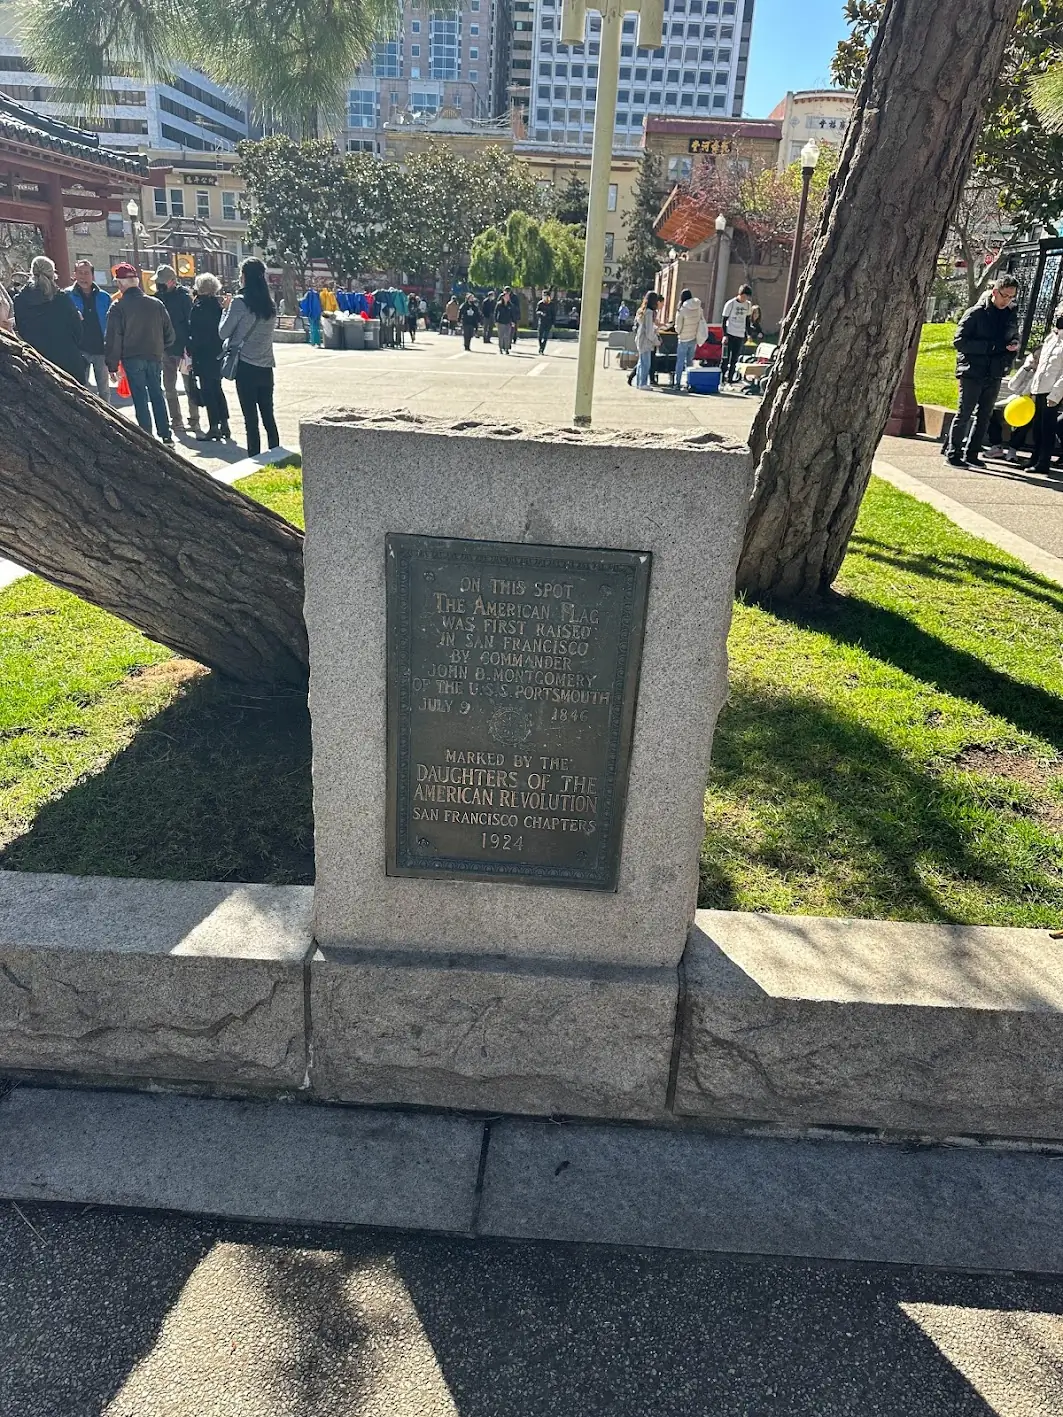 ON THIS SPOT
THE AMERICAN FLAG
WAS FIRST RAISED
IN SAN FRANCISCO
BY COMMANDER
JOHN B. MONTGOMERY
OF THE U.S.S. PORTSMOUTH
JULY 9 1846
MARKED BY THE
DAUGHTERS OF THE
AMERICAN REVOLUTION
SAN FRANCISCO CHAPTERS
1924